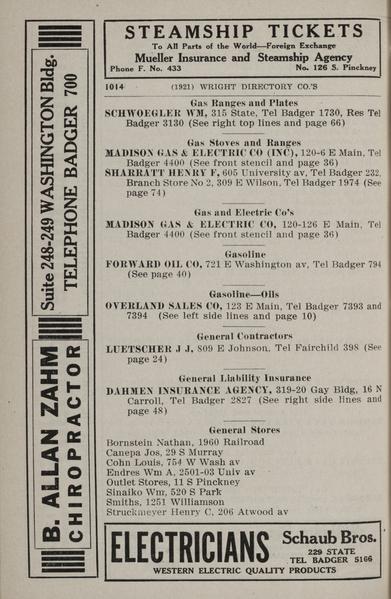 STEAMSHIP TICKETS
To All Parts of the World—Foreign Exchange
Mueller Insurance and Steamship Agency
Phone F. No. 433 No. 126 S. Pinckney
1014 (1921) WRIGHT DIRECTORY CO.'S
Gas Ranges and Plates
SCHWOEGLER WM, 315 State, Tel Badger 1730, Res Tel
Badger 3130 (See right top lines and page 66)
Gas Stoves and Ranges
MADISON GAS & ELECTRIC CO (INC), 120-6 E Main, Tel
Badger 4400 (See front stencil and page 36)
SHARRATT HENRY F, 605 University av, Tel Badger 232,
Branch Store No 2, 309 E Wilson, Tel Badger 1974 (See
page 74)
Gas and Electric Co's
MADISON GAS & ELECTRIC CO, 120-126 E Main, Tel
Badger 4400 (See front stencil and page 36)
Gasoline
FORWARD OIL CO, 721 E Washington av, Tel Badger 794
(See page 40)
Gasoline—Oils
OVERLAND SALES CO, 123 E Main, Tel Badger 7393 and
7394 (See left side lines and page 10)
General Contractors
LUETSCHER J J, 809 E Johnson, Tel Fairchild 398 (See
page 24)
General Liability Insurance
DAHMEN INSURANCE AGENCY, 319-20 Gay Bldg, 16 N
Carroll, Tel Badger 2827 (See right side lines and
page 48)
General Stores
Bornstein Nathan, 1960 Railroad
Canepa Jos, 29 S Murray
Cohn Louis, 754 W Wash av
Endres Wm A, 2501-03 Univ av
Outlet Stores, 11 S Pinckney
Sinaiko Wm, 520 S Park
Smiths, 1251 Williamson
Struckmeyer Henry C, 206 Atwood av
B. ALLAN ZAHM
CHIROPRACTOR
Suite 248-249 WASHINGTON Bldg.
TELEPHONE BADGER 700
ELECTRICIANS
Schaub Bros.
229 STATE
TEL BADGER 5166
WESTERN ELECTRIC QUALITY PRODUCTS